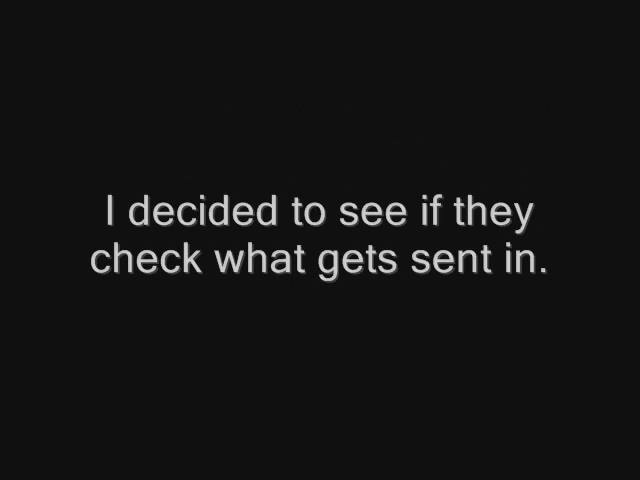 I decided to see if they
check what gets sent in.